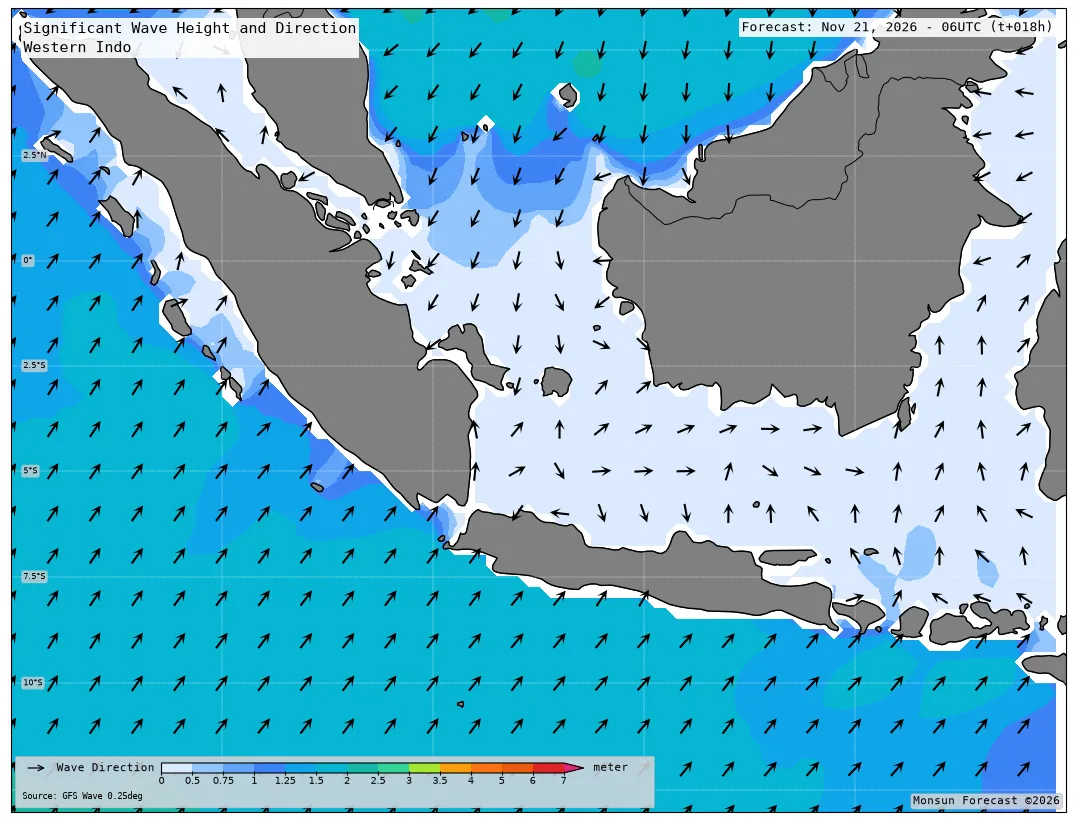 Significant Wave Height and Direction
Western Indo
Forecast: Nov 21, 2026 - 06UTC (t+018h)
2.5°N
0°
2.5°S
5°S
7.5°S
10°S
Wave Direction
meter
0 0.5 0.75 1 1.25 1.5 2 2.5 3 3.5 4 5 6 7
Source: GFS Wave 0.25deg
Monsun Forecast ©2026